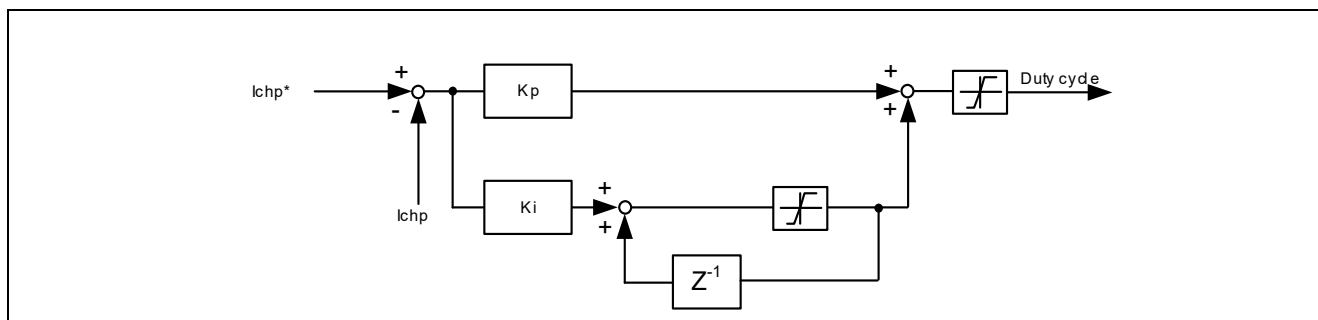 +
+
Ichp*
Kp
Duty cycle
-
+
+
Ichp
Ki
+
+
Z-1